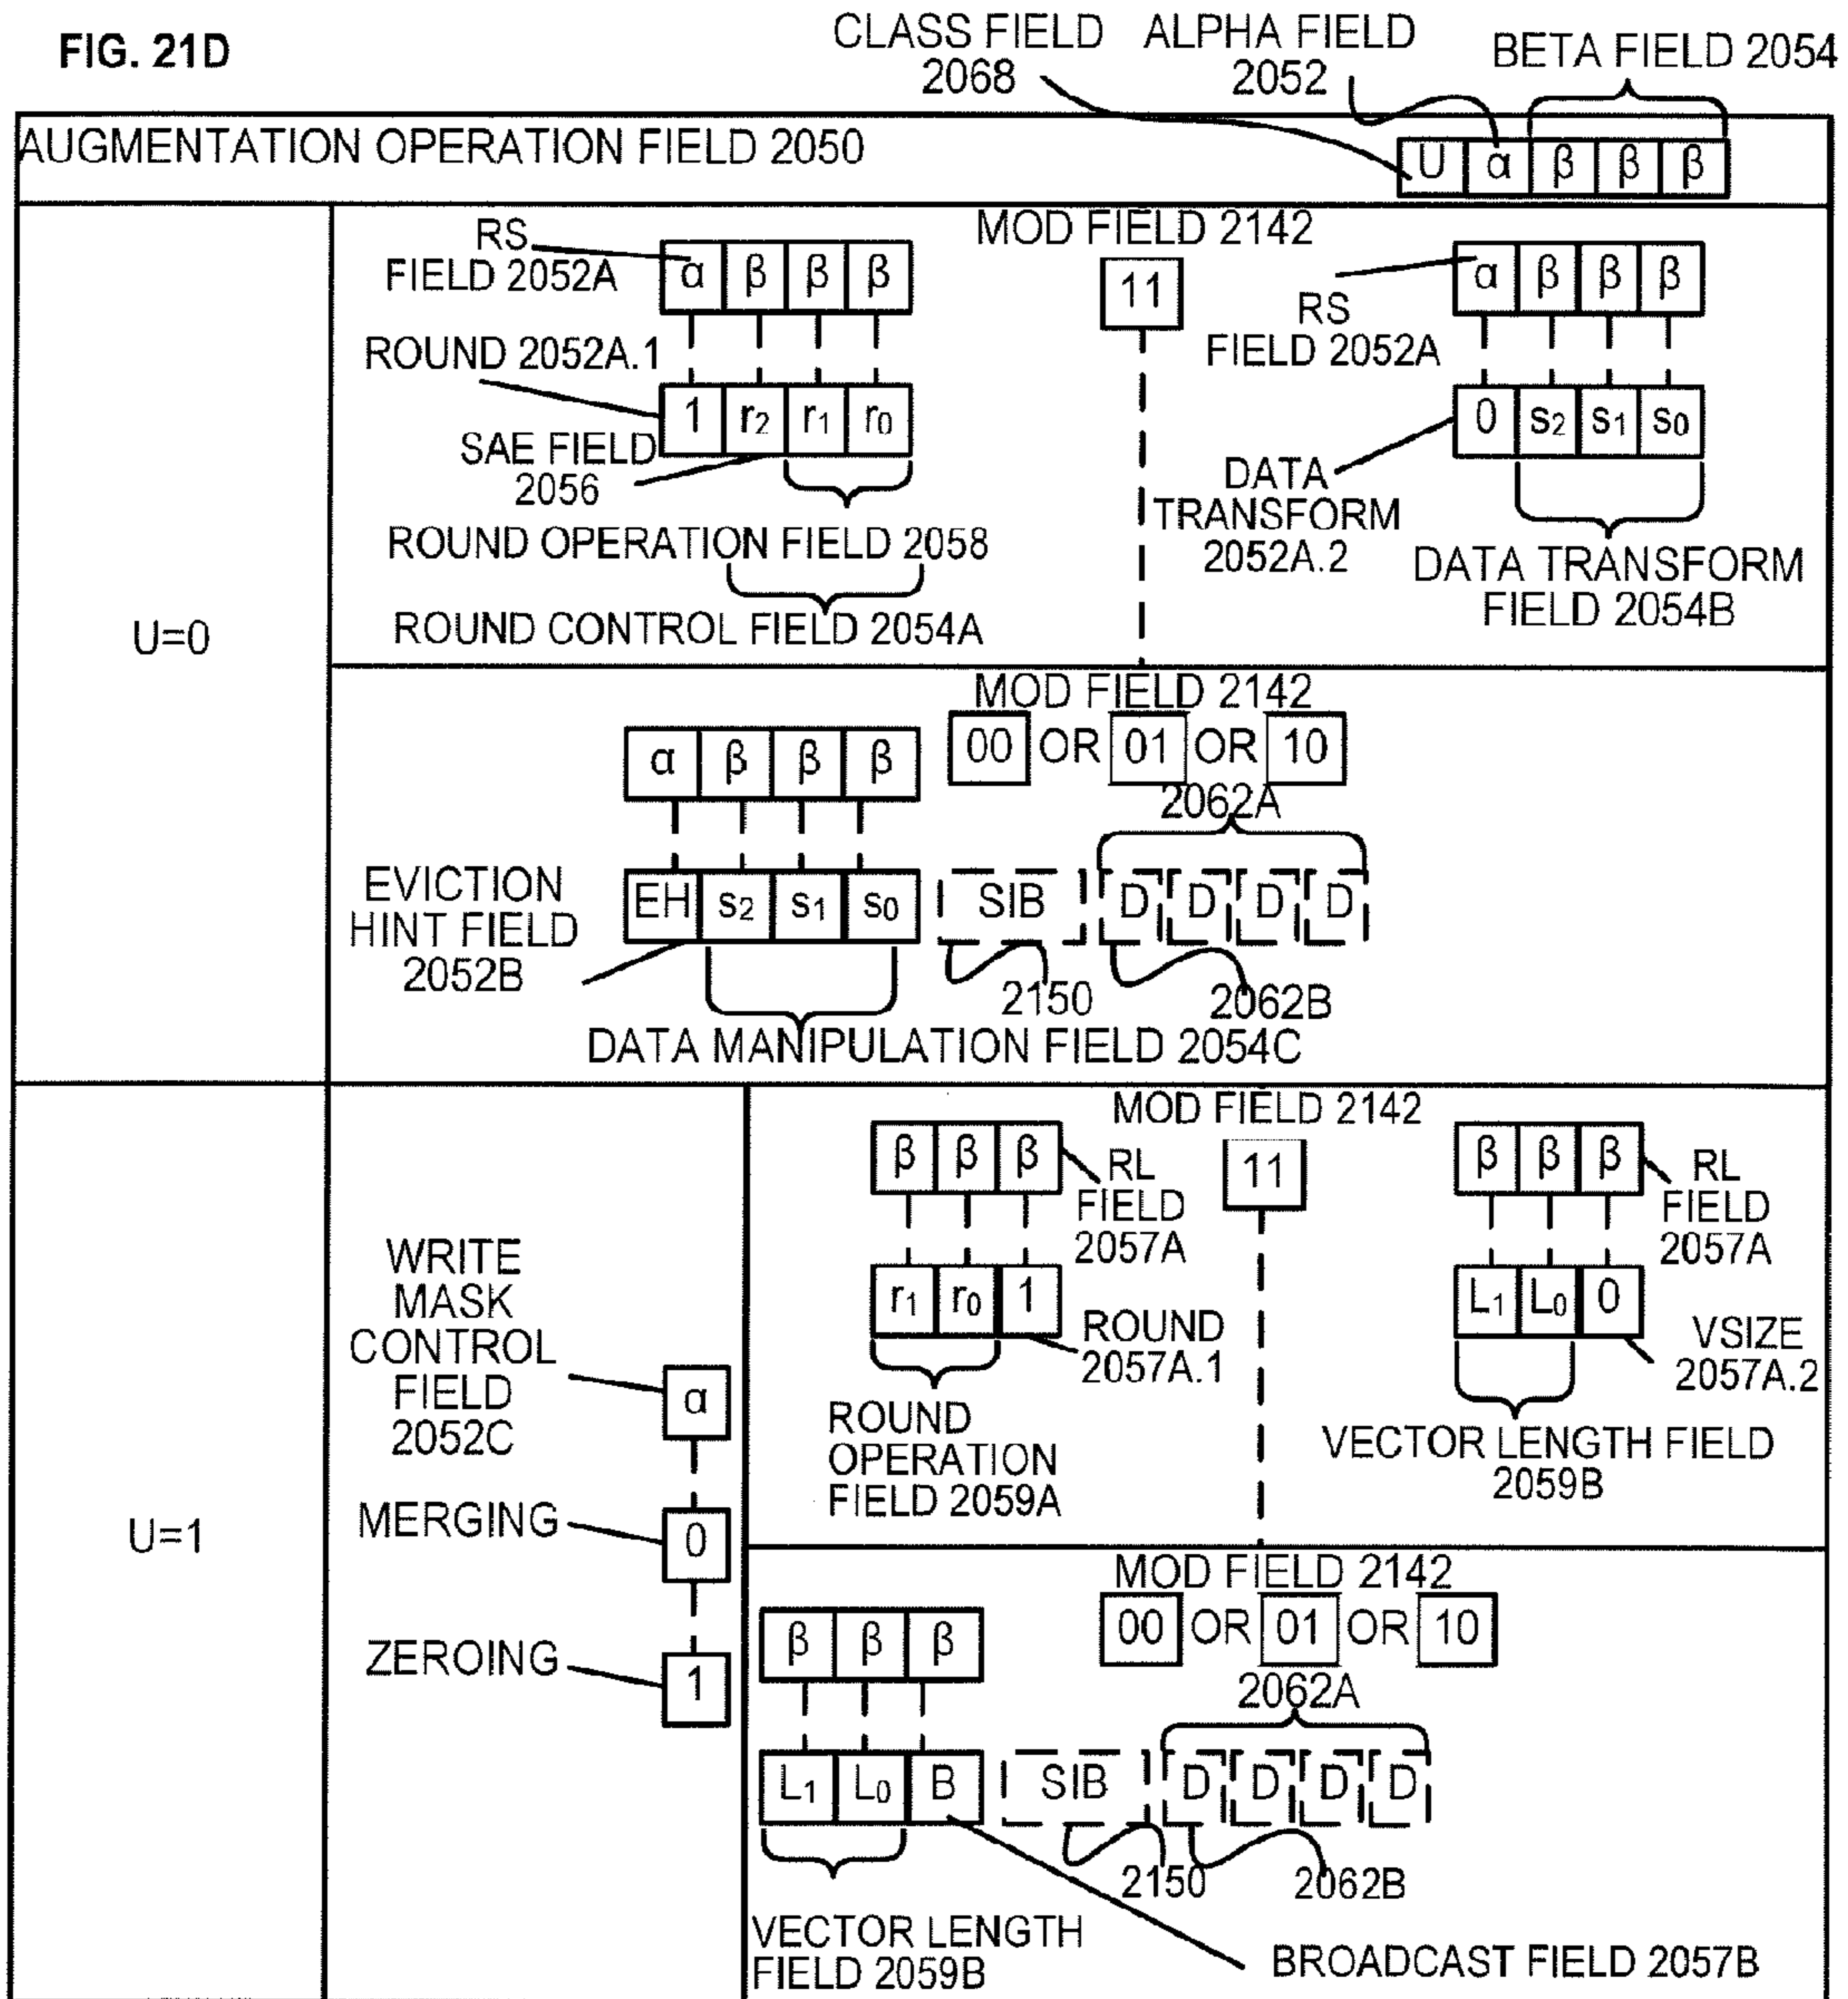 FIG. 21D
CLASS FIELD
2068
ALPHA FIELD
2052
BETA FIELD 2054
AUGMENTATION OPERATION FIELD 2050
U α β β β
U=0
MOD FIELD 2142
11
RS
FIELD 2052A
α β β β
ROUND 2052A.1
1 r2 r1 r0
SAE FIELD
2056
ROUND OPERATION FIELD 2058
ROUND CONTROL FIELD 2054A
α β β β
RS
FIELD 2052A
0 s2 s1 s0
DATA
TRANSFORM
2052A.2
DATA TRANSFORM
FIELD 2054B
MOD FIELD 2142
00 OR 01 OR 10
α β β β
2062A
EVICTION
HINT FIELD
2052B
EH s2 s1 s0 SIB D D D D
2150
2062B
DATA MANIPULATION FIELD 2054C
U=1
WRITE
MASK
CONTROL
FIELD
2052C
α
MERGING
0
ZEROING
1
MOD FIELD 2142
11
β β β
RL
FIELD
2057A
r1 r0 1
ROUND
2057A.1
ROUND
OPERATION
FIELD 2059A
β β β
RL
FIELD
2057A
L1 L0 0
VSIZE
2057A.2
VECTOR LENGTH FIELD
2059B
MOD FIELD 2142
00 OR 01 OR 10
β β β
2062A
L1 L0 B SIB D D D D
2150
2062B
VECTOR LENGTH
FIELD 2059B
BROADCAST FIELD 2057B